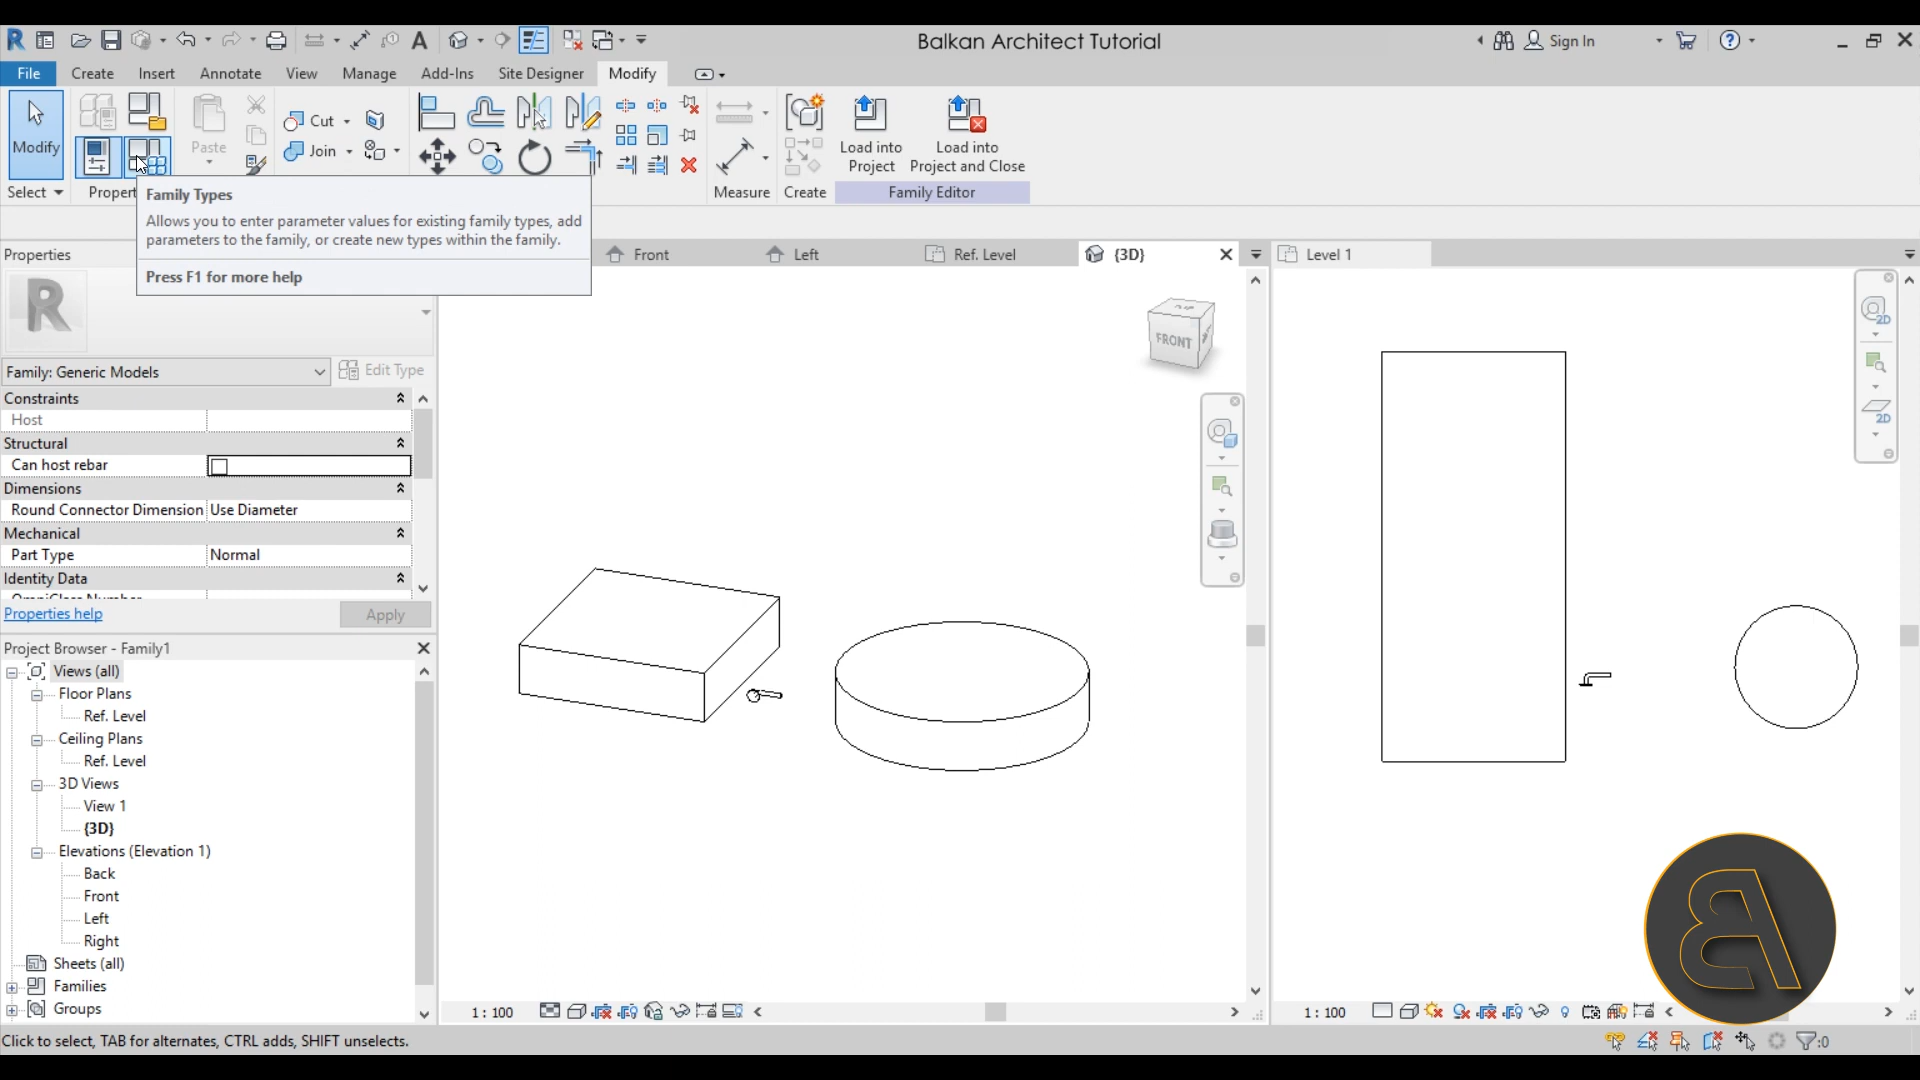 Balkan Architect Tutorial
Sign In
File
Create
Insert
Annotate
View
Manage
Add-Ins
Site Designer
Modify
Modify
Paste
Cut
Join
Load into
Project
Load into
Project and Close
Select
Propert
Measure
Create
Family Editor
Family Types
Allows you to enter parameter values for existing family types, add
parameters to the family, or create new types within the family.
Press F1 for more help
Properties
Front
Left
Ref. Level
{3D}
Level 1
R
FRONT
2D
2D
Family: Generic Models
Edit Type
Constraints
Host
Structural
Can host rebar
Dimensions
Round Connector Dimension Use Diameter
Mechanical
Part Type Normal
Identity Data
Properties help
Apply
Project Browser - Family1
Views (all)
Floor Plans
Ref. Level
Ceiling Plans
Ref. Level
3D Views
View 1
{3D}
Elevations (Elevation 1)
Back
Front
Left
Right
Sheets (all)
Families
Groups
1 : 100
1 : 100
Click to select, TAB for alternates, CTRL adds, SHIFT unselects.
:0